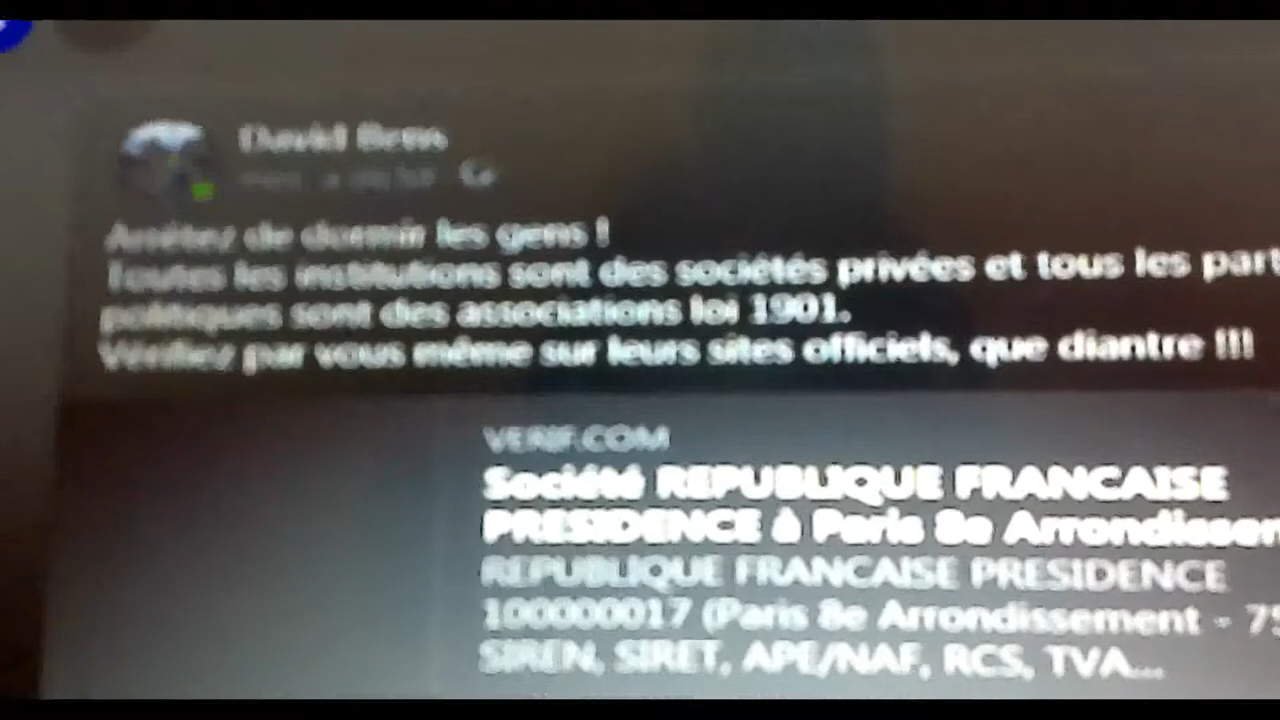 David Bens
Arrêtez de dormir les gens !
Toutes les institutions sont des sociétés privées et tous les part
politiques sont des associations loi 1901.
Vérifiez par vous même sur leurs sites officiels, que diantre !!!
VERIF.COM
Société REPUBLIQUE FRANCAISE
PRESIDENCE à Paris 8e Arrondissem
REPUBLIQUE FRANCAISE PRESIDENCE
100000017 (Paris 8e Arrondissement - 75
SIREN, SIRET, APE/NAF, RCS, TVA...